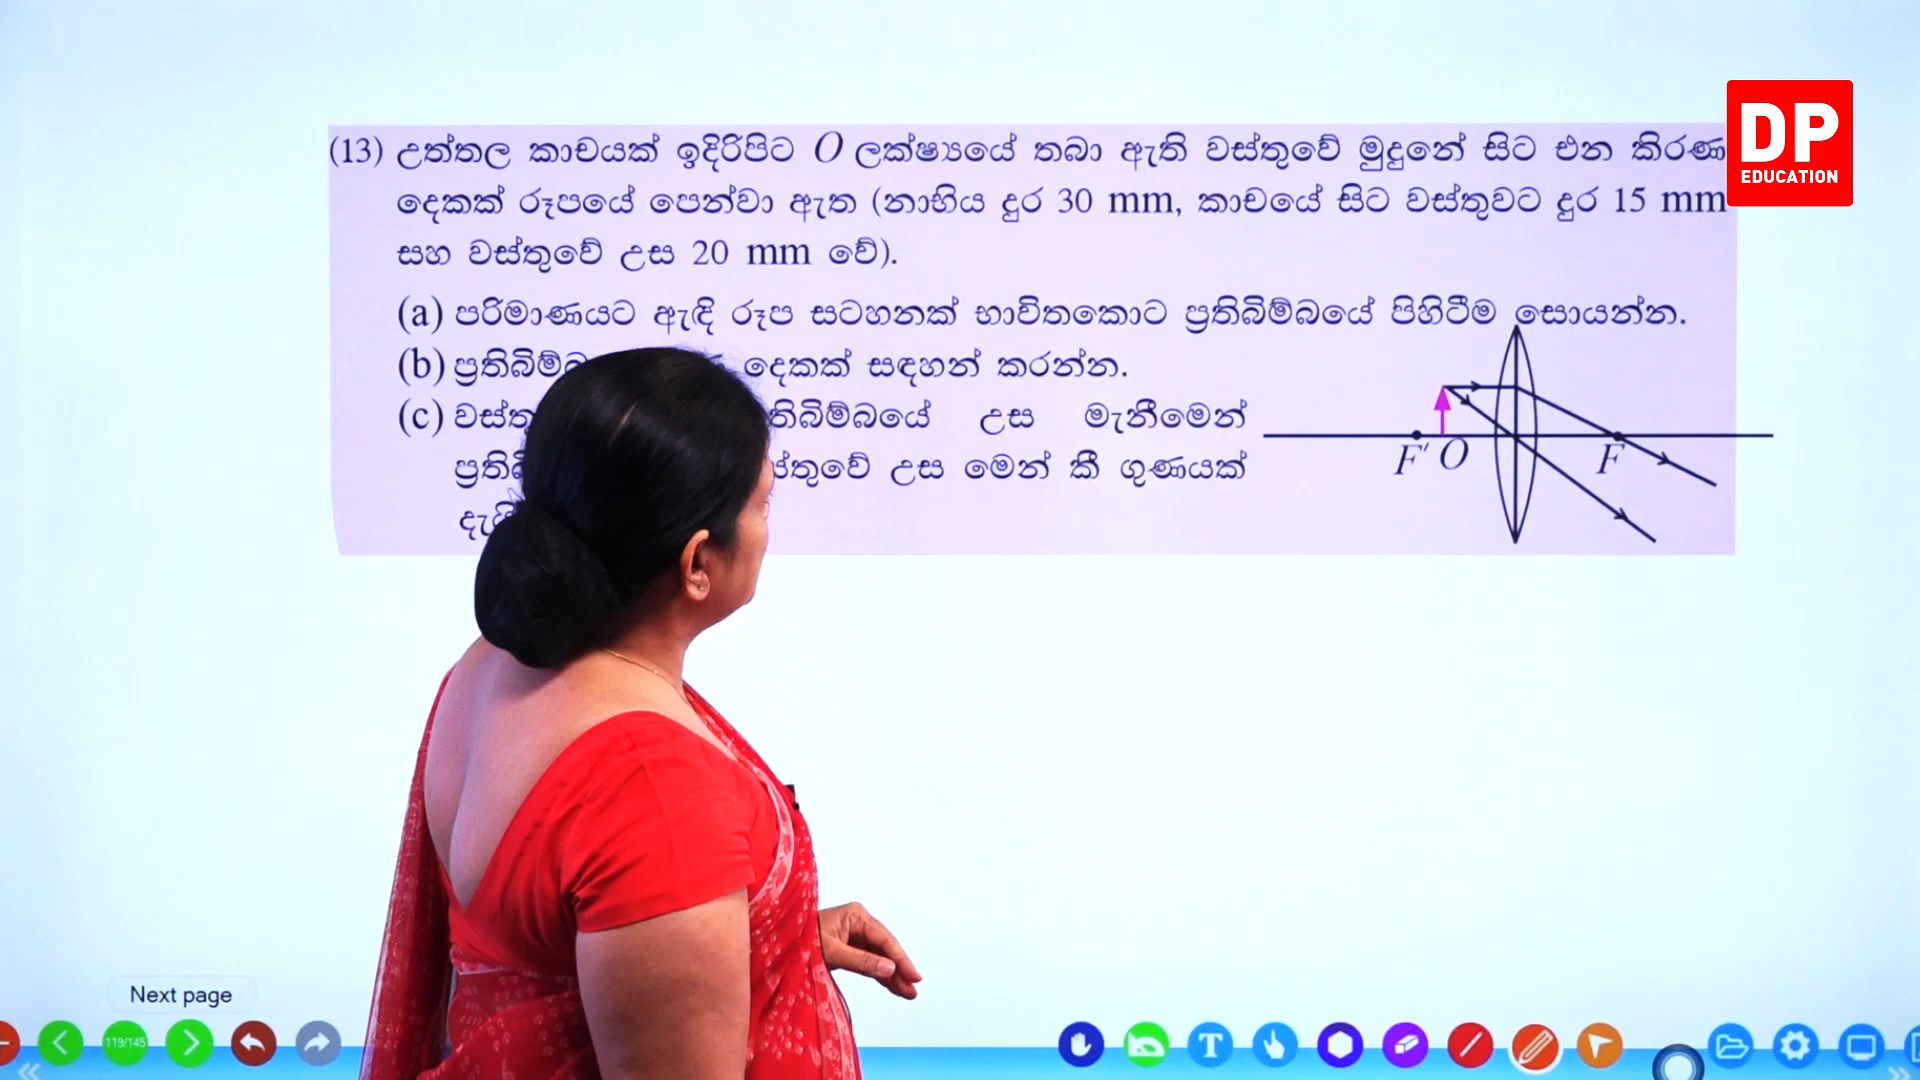 (13) උත්තල කාචයක් ඉදිරිපිට O ලක්ෂ්‍යයේ තබා ඇති වස්තුවේ මුදුනේ සිට එන කිරණ
දෙකක් රූපයේ පෙන්වා ඇත (නාභිය දුර 30 mm, කාචයේ සිට වස්තුවට දුර 15 mm
සහ වස්තුවේ උස 20 mm වේ).
(a) පරිමාණයට ඇඳි රූප සටහනක් භාවිතකොට ප්‍රතිබිම්බයේ පිහිටීම සොයන්න.
(b) දෙකක් සඳහන් කරන්න.
(c) උස මැනීමෙන්
උස මෙන් කී ගුණයක්
F' O F
DP
EDUCATION
Next page
119/145
T